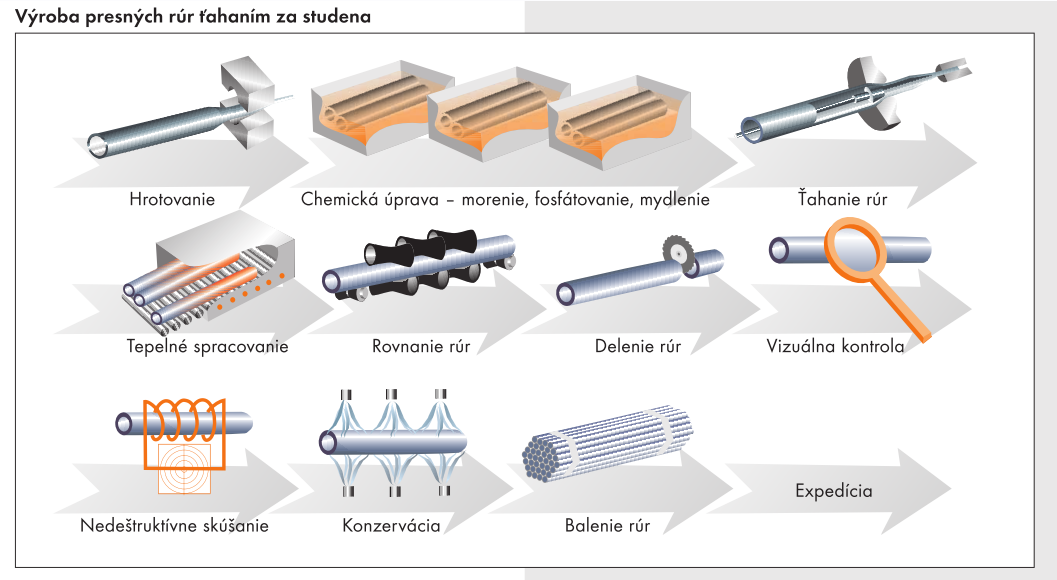 Výroba presných rúr ťahaním za studena
Hrotovanie
Chemická úprava – morenie, fosfátovanie, mydlenie
Ťahanie rúr
Tepelné spracovanie
Rovnanie rúr
Delenie rúr
Vizuálna kontrola
Nedeštruktívne skúšanie
Konzervácia
Balenie rúr
Expedícia